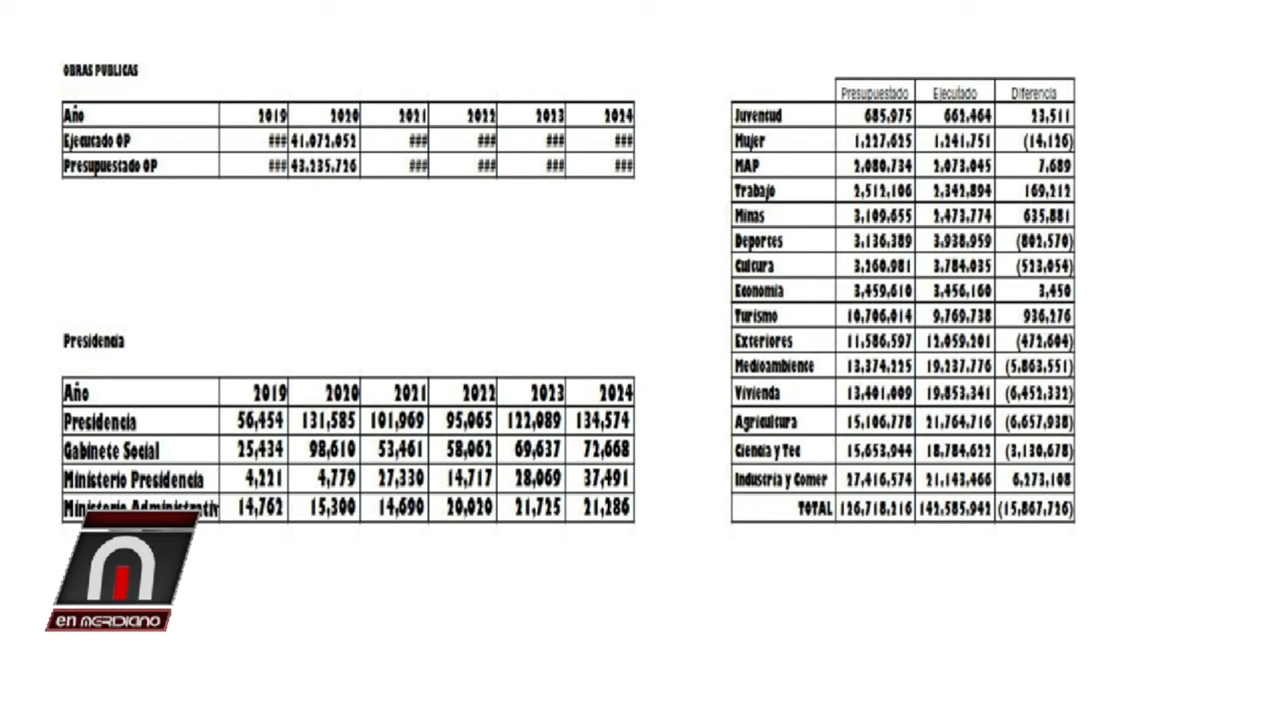 OBRAS PUBLICAS
Año 2019 2020 2021 2022 2023 2024
Ejecutado OP ### 41,072,052 ### ### ### ###
Presupuestado OP ### 43,235,726 ### ### ### ###
Presidencia
Año 2019 2020 2021 2022 2023 2024
Presidencia 56,454 131,585 101,969 95,065 122,089 134,574
Gabinete Social 25,434 98,610 53,461 58,062 69,637 72,668
Ministerio Presidencia 4,221 4,779 27,330 14,717 28,069 37,491
Ministerio Administrativ 14,762 15,300 14,690 20,020 21,725 21,286
Presupuestado Ejecutado Diferencia
Juventud 685,975 662,464 23,511
Mujer 1,227,625 1,241,751 (14,126)
MAP 2,080,734 2,073,045 7,689
Trabajo 2,512,106 2,342,894 169,212
Minas 3,109,655 2,473,774 635,881
Deportes 3,136,389 3,938,959 (802,570)
Cultura 3,260,981 3,784,035 (523,054)
Economía 3,459,610 3,456,160 3,450
Turismo 10,706,014 9,769,738 936,276
Exteriores 11,586,597 12,059,201 (472,604)
Medioambiente 13,374,225 19,237,776 (5,863,551)
Vivienda 13,401,009 19,853,341 (6,452,332)
Agricultura 15,106,778 21,764,716 (6,657,938)
Ciencia y Tec 15,653,944 18,784,622 (3,130,678)
Industria y Comer 27,416,574 21,143,466 6,273,108
TOTAL 126,718,216 142,585,942 (15,867,726)
en MERIDIANO